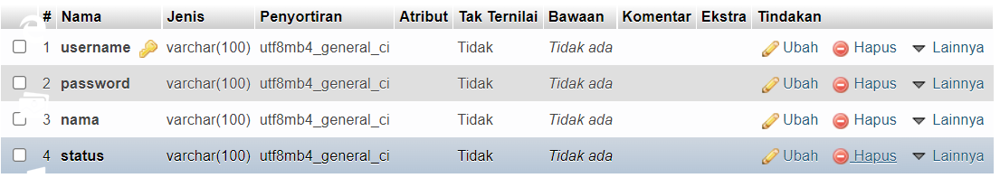 # Nama Jenis Penyortiran Atribut Tak Ternilai Bawaan Komentar Ekstra Tindakan
1 username varchar(100) utf8mb4_general_ci Tidak Tidak ada Ubah Hapus Lainnya
2 password varchar(100) utf8mb4_general_ci Tidak Tidak ada Ubah Hapus Lainnya
3 nama varchar(100) utf8mb4_general_ci Tidak Tidak ada Ubah Hapus Lainnya
4 status varchar(100) utf8mb4_general_ci Tidak Tidak ada Ubah Hapus Lainnya